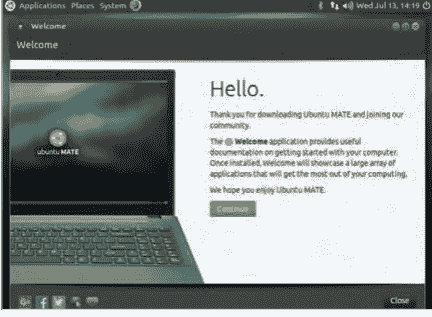 Applications Places System
Wed Jul 13, 14:19
Welcome
Welcome
Hello.
Thank you for downloading Ubuntu MATE and joining our
community.
The Welcome application provides useful
documentation on getting started with your computer.
Once installed, Welcome will showcase a large array of
applications that will get the most out of your computing.
We hope you enjoy Ubuntu MATE.
Continue
ubuntu MATE
Close